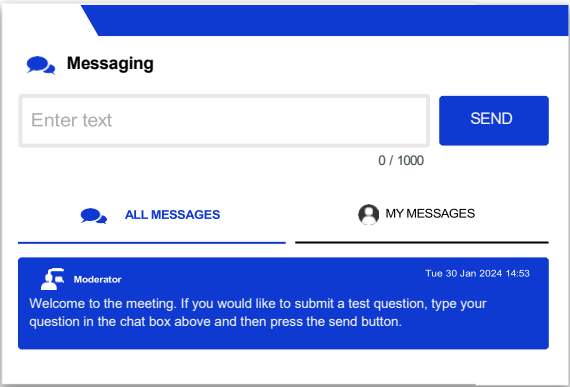 Messaging
Enter text
SEND
0 / 1000
ALL MESSAGES
MY MESSAGES
Moderator
Tue 30 Jan 2024 14:53
Welcome to the meeting. If you would like to submit a test question, type your
question in the chat box above and then press the send button.